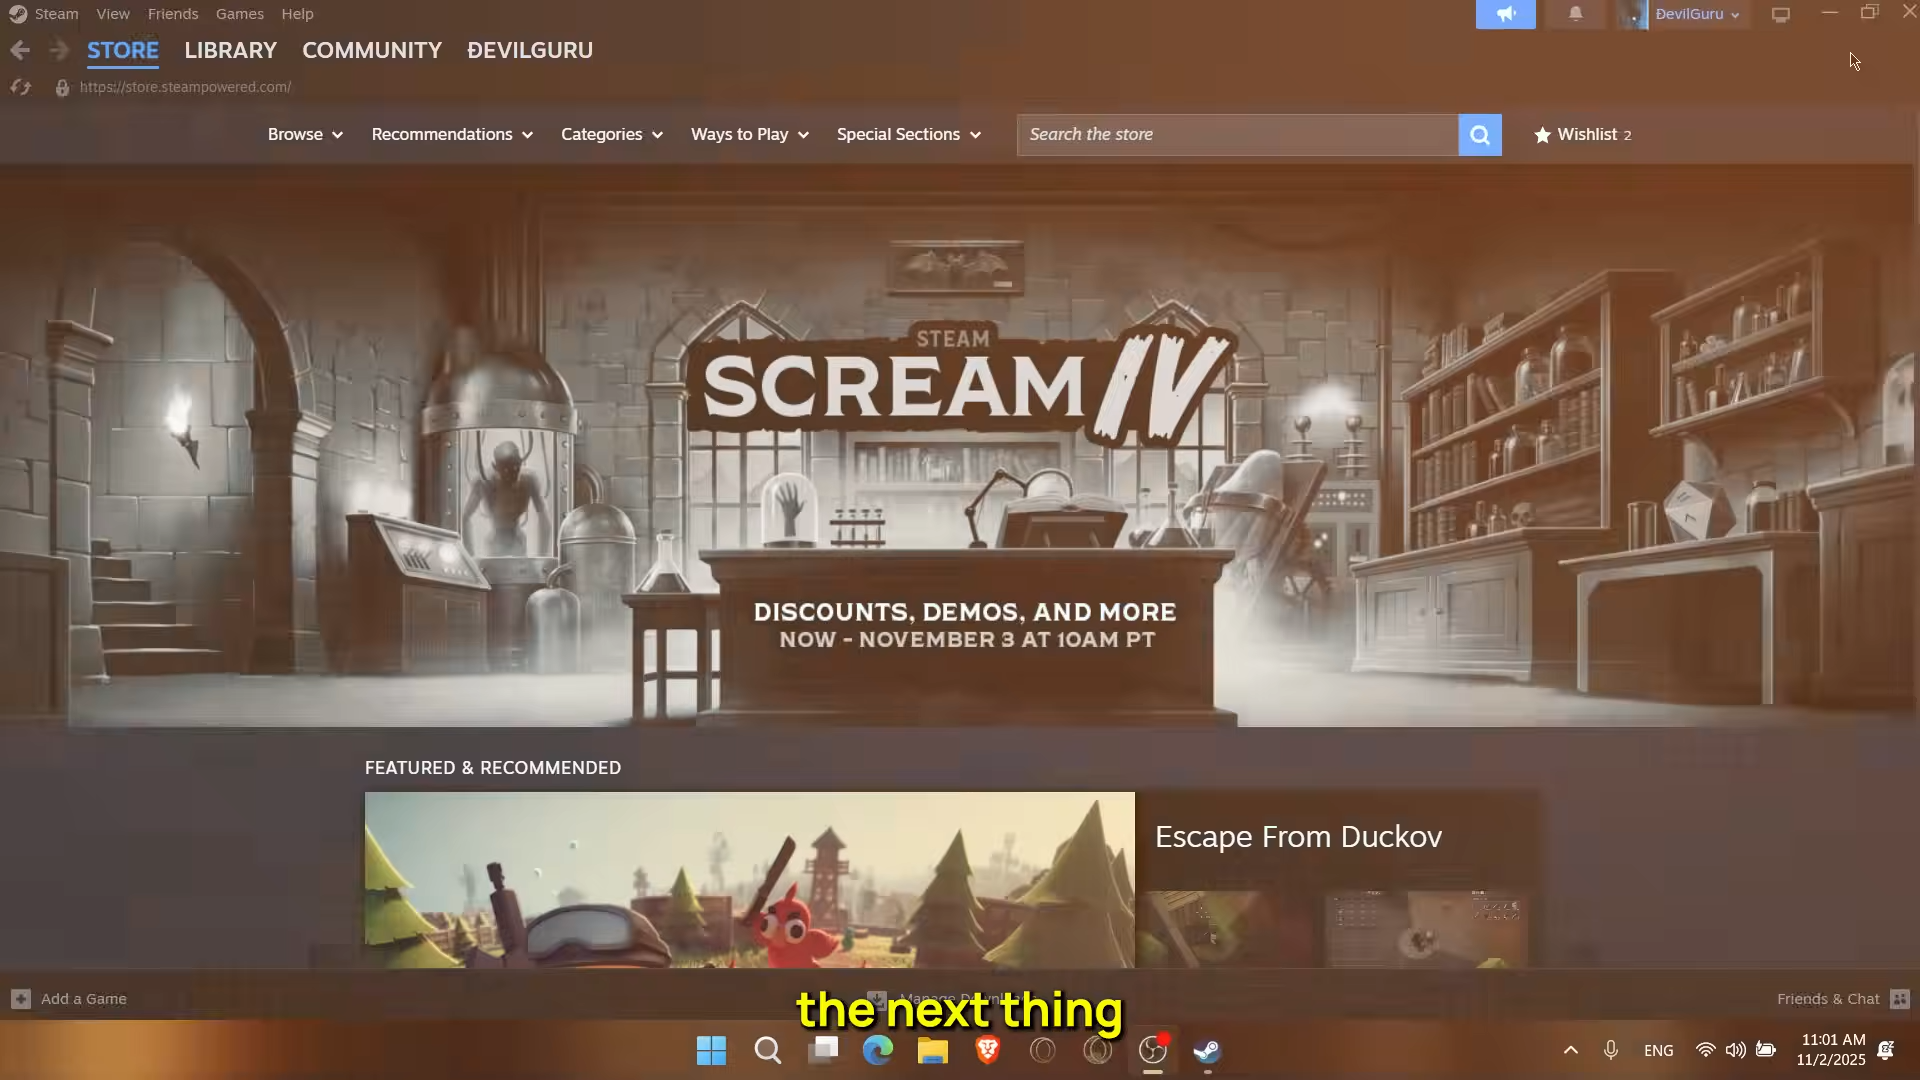 Steam View Friends Games Help
ĐevilGuru
STORE LIBRARY COMMUNITY ĐEVILGURU
https://store.steampowered.com/
Browse Recommendations Categories Ways to Play Special Sections
Search the store
Wishlist 2
STEAM
SCREAM IV
DISCOUNTS, DEMOS, AND MORE
NOW - NOVEMBER 3 AT 10AM PT
FEATURED & RECOMMENDED
Escape From Duckov
Add a Game
Friends & Chat
the next thing
ENG
11:01 AM
11/2/2025